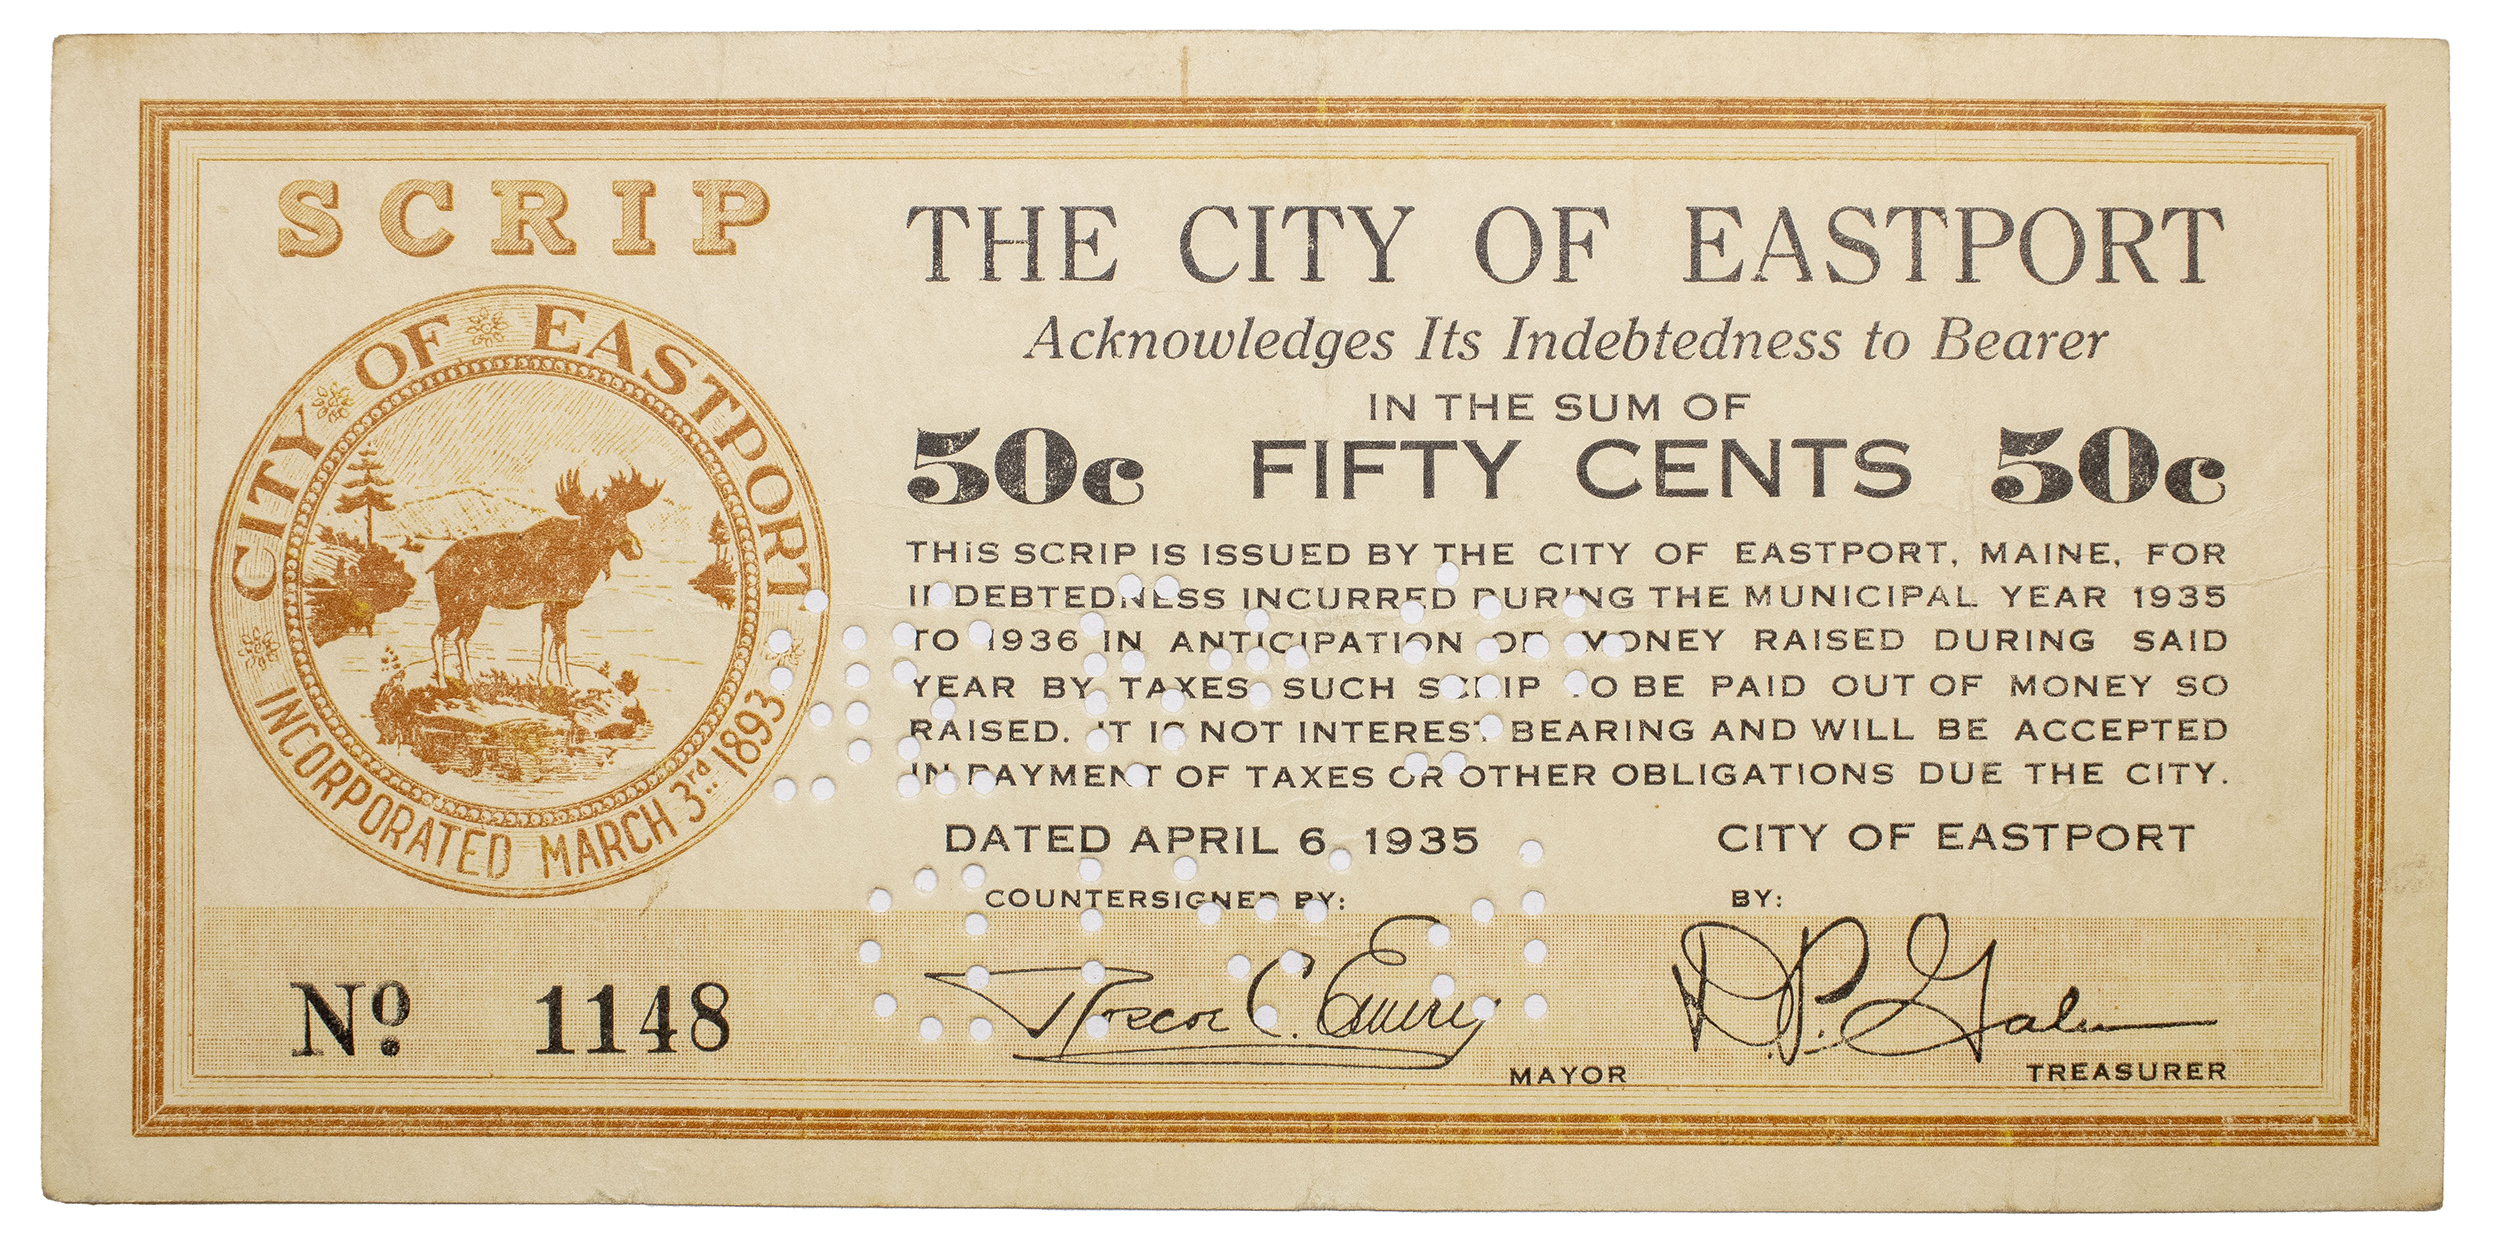 SCRIP
CITY OF EASTPORT
INCORPORATED MARCH 3rd 1893
THE CITY OF EASTPORT
Acknowledges Its Indebtedness to Bearer
IN THE SUM OF
50c FIFTY CENTS 50c
THIS SCRIP IS ISSUED BY THE CITY OF EASTPORT, MAINE, FOR
INDEBTEDNESS INCURRED DURING THE MUNICIPAL YEAR 1935
TO 1936 IN ANTICIPATION OF MONEY RAISED DURING SAID
YEAR BY TAXES, SUCH SCRIP TO BE PAID OUT OF MONEY SO
RAISED. IT IS NOT INTEREST BEARING AND WILL BE ACCEPTED
IN PAYMENT OF TAXES OR OTHER OBLIGATIONS DUE THE CITY.
DATED APRIL 6, 1935 CITY OF EASTPORT
COUNTERSIGNED BY: BY:
No. 1148 Roscoe C. Emery D.P.
MAYOR TREASURER